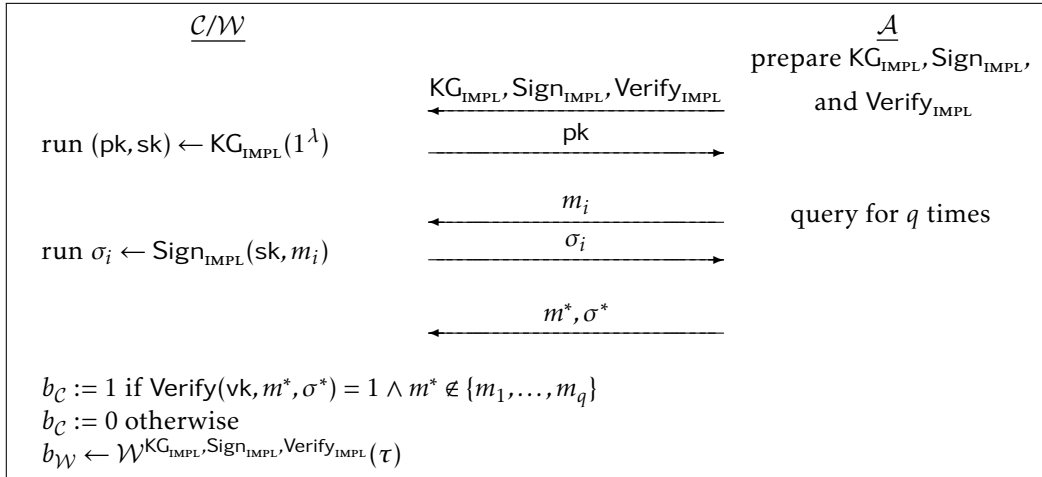 C/W
A
prepare KG_IMPL, Sign_IMPL,
and Verify_IMPL
KG_IMPL, Sign_IMPL, Verify_IMPL
run (pk, sk) ← KG_IMPL(1^λ)
pk
m_i
query for q times
run σ_i ← Sign_IMPL(sk, m_i)
σ_i
m*, σ*
b_C := 1 if Verify(vk, m*, σ*) = 1 ∧ m* ∉ {m_1, ..., m_q}
b_C := 0 otherwise
b_W ← W^{KG_IMPL, Sign_IMPL, Verify_IMPL}(τ)